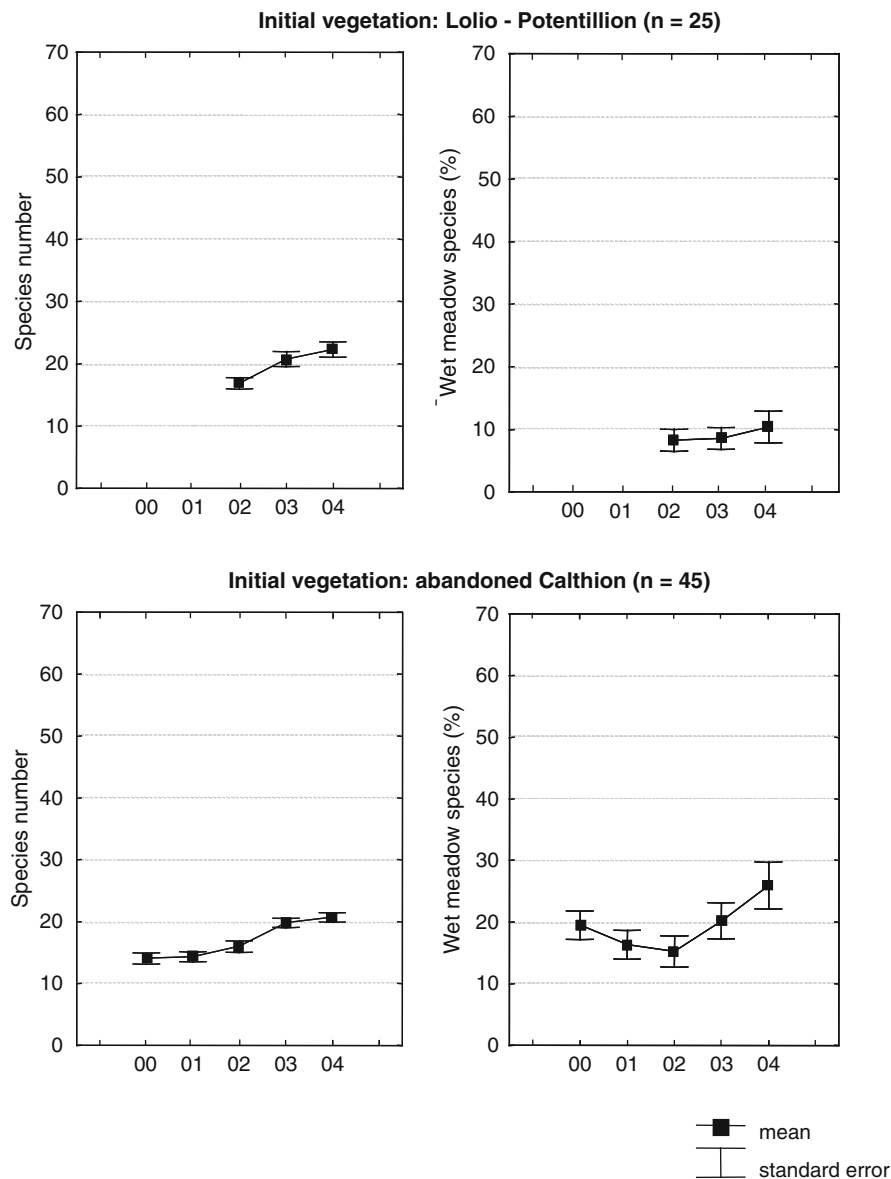 Initial vegetation: Lolio - Potentillion (n = 25)
Species number
70
60
50
40
30
20
10
0
00 01 02 03 04
Wet meadow species (%)
70
60
50
40
30
20
10
0
00 01 02 03 04
Initial vegetation: abandoned Calthion (n = 45)
Species number
70
60
50
40
30
20
10
0
00 01 02 03 04
Wet meadow species (%)
70
60
50
40
30
20
10
0
00 01 02 03 04
mean
standard error